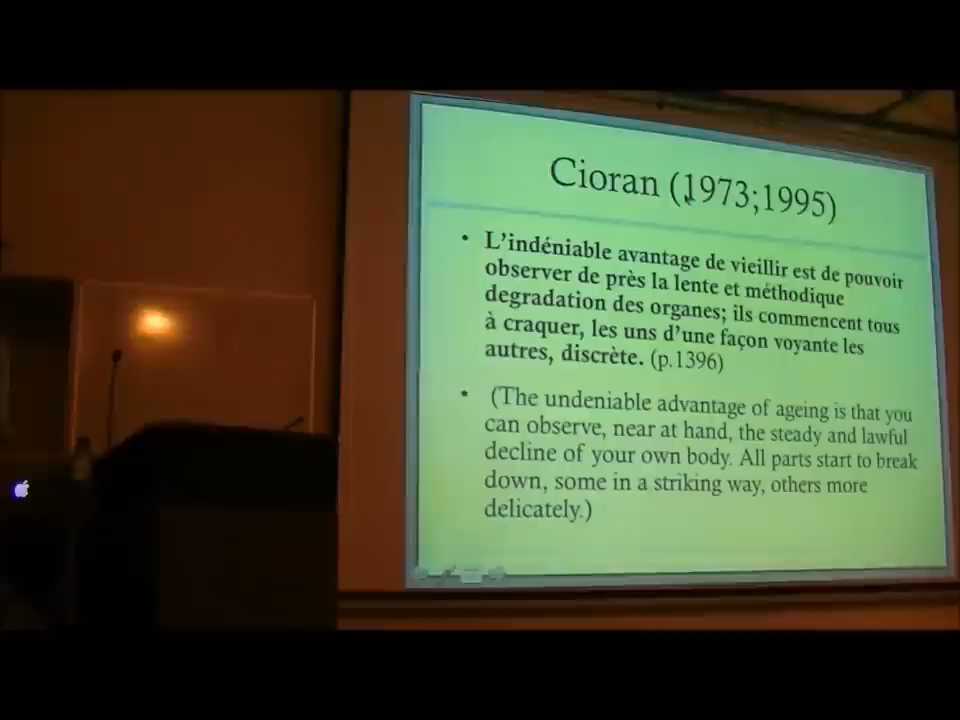 Cioran (1973;1995)
• L'indéniable avantage de vieillir est de pouvoir
observer de près la lente et méthodique
degradation des organes; ils commencent tous
à craquer, les uns d'une façon voyante les
autres, discrète. (p.1396)
• (The undeniable advantage of ageing is that you
can observe, near at hand, the steady and lawful
decline of your own body. All parts start to break
down, some in a striking way, others more
delicately.)